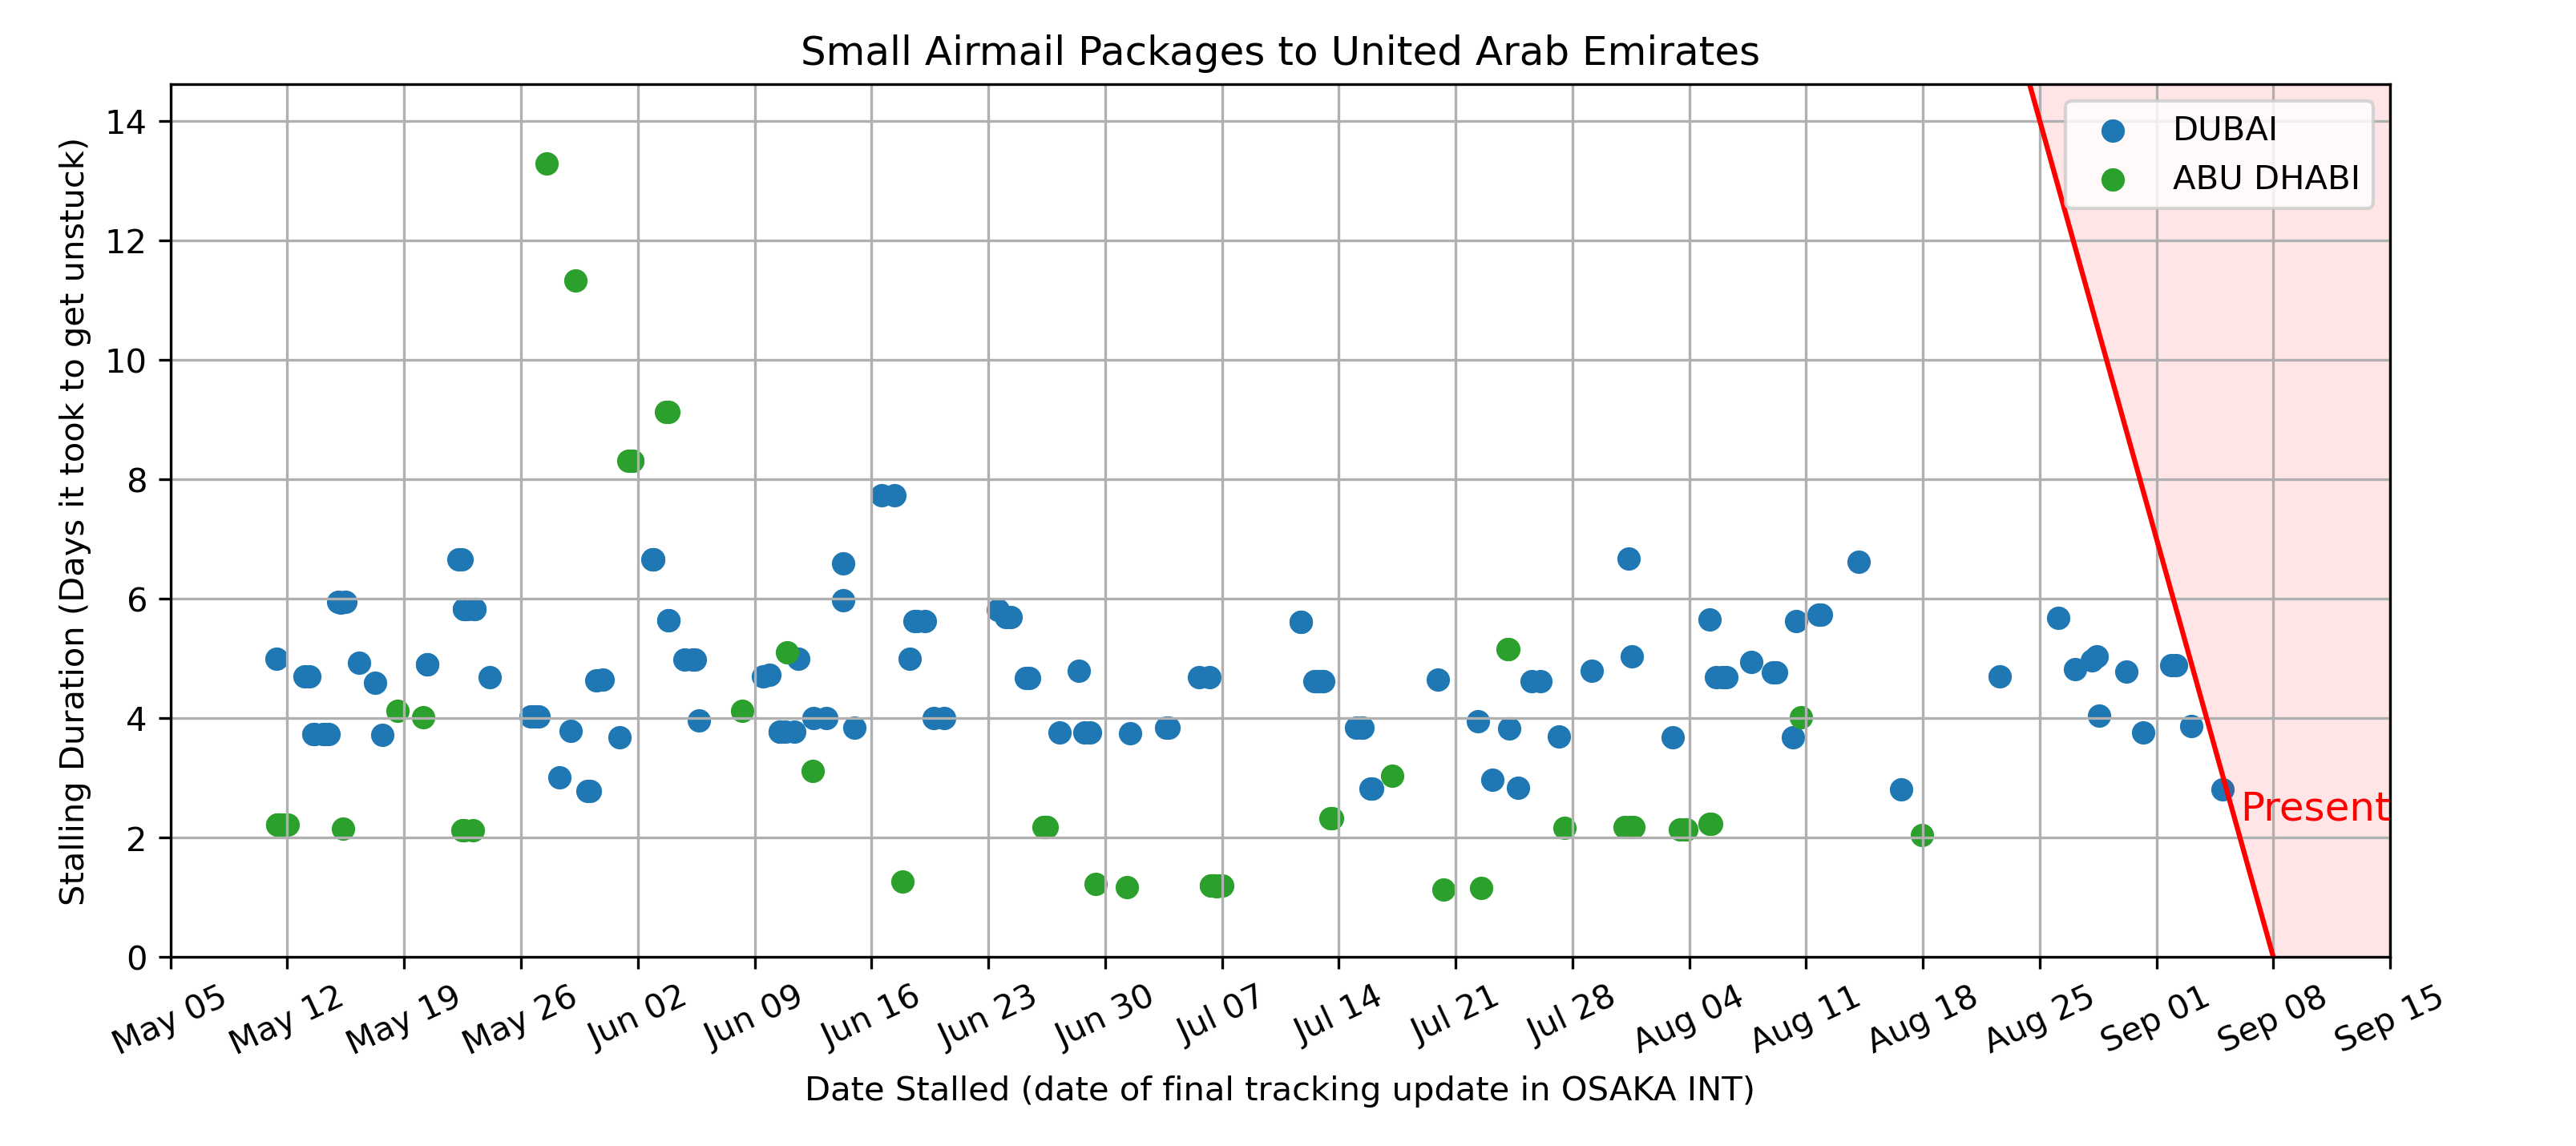 Small Airmail Packages to United Arab Emirates
DUBAI
ABU DHABI
Present
Stalling Duration (Days it took to get unstuck)
14
12
10
8
6
4
2
0
May 05
May 12
May 19
May 26
Jun 02
Jun 09
Jun 16
Jun 23
Jun 30
Jul 07
Jul 14
Jul 21
Jul 28
Aug 04
Aug 11
Aug 18
Aug 25
Sep 01
Sep 08
Sep 15
Date Stalled (date of final tracking update in OSAKA INT)